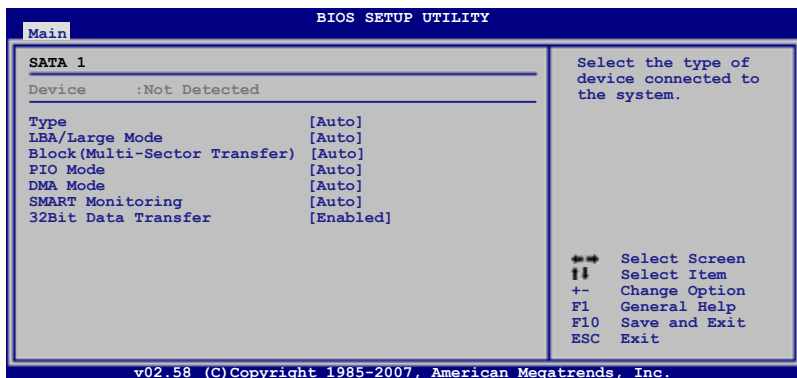 BIOS SETUP UTILITY
Main
SATA 1
Device :Not Detected
Type [Auto]
LBA/Large Mode [Auto]
Block(Multi-Sector Transfer) [Auto]
PIO Mode [Auto]
DMA Mode [Auto]
SMART Monitoring [Auto]
32Bit Data Transfer [Enabled]
Select the type of
device connected to
the system.
Select Screen
Select Item
+- Change Option
F1 General Help
F10 Save and Exit
ESC Exit
v02.58 (C)Copyright 1985-2007, American Megatrends, Inc.